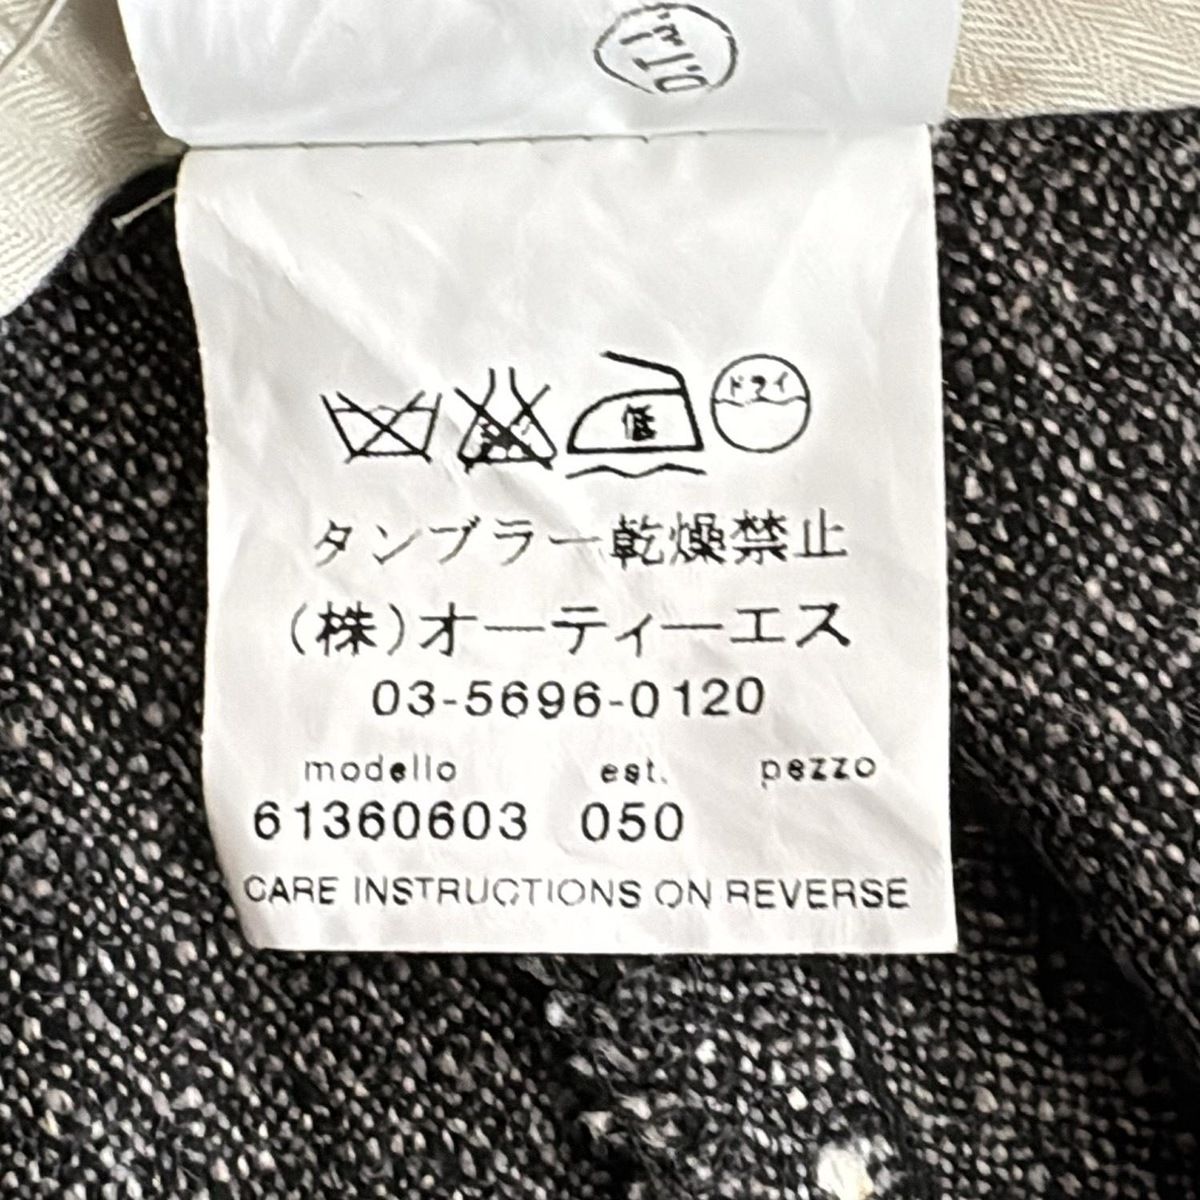 低 ドライ
タンブラー乾燥禁止
(株)オーティーエス
03-5696-0120
modello est. pezzo
61360603 050
CARE INSTRUCTIONS ON REVERSE